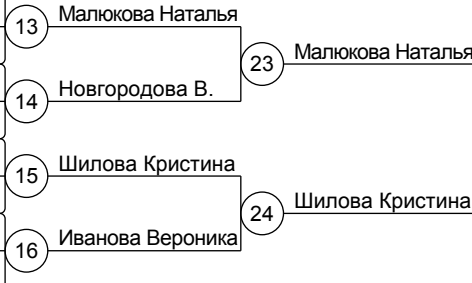 13 Малюкова Наталья
23 Малюкова Наталья
14 Новгородова В.
15 Шилова Кристина
24 Шилова Кристина
16 Иванова Вероника